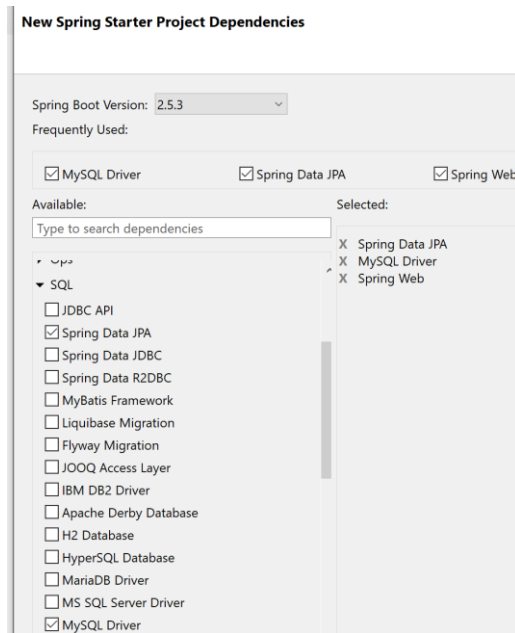 New Spring Starter Project Dependencies
Spring Boot Version: 2.5.3
Frequently Used:
MySQL Driver Spring Data JPA Spring Web
Available: Selected:
Type to search dependencies
X Spring Data JPA
X MySQL Driver
X Spring Web
SQL
JDBC API
Spring Data JPA
Spring Data JDBC
Spring Data R2DBC
MyBatis Framework
Liquibase Migration
Flyway Migration
JOOQ Access Layer
IBM DB2 Driver
Apache Derby Database
H2 Database
HyperSQL Database
MariaDB Driver
MS SQL Server Driver
MySQL Driver